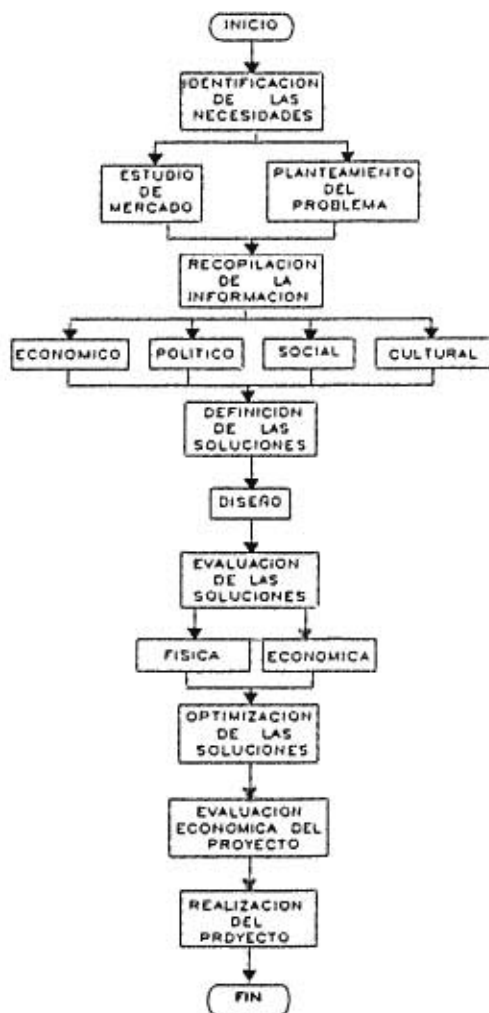 INICIO
IDENTIFICACION
DE LAS
NECESIDADES
ESTUDIO
DE
MERCADO
PLANTEAMIENTO
DEL
PROBLEMA
RECOPILACION
DE LA
INFORMACION
ECONOMICO
POLITICO
SOCIAL
CULTURAL
DEFINICION
DE LAS
SOLUCIONES
DISEÑO
EVALUACION
DE LAS
SOLUCIONES
FISICA
ECONOMICA
OPTIMIZACION
DE LAS
SOLUCIONES
EVALUACION
ECONOMICA DEL
PROYECTO
REALIZACION
DEL
PROYECTO
FIN